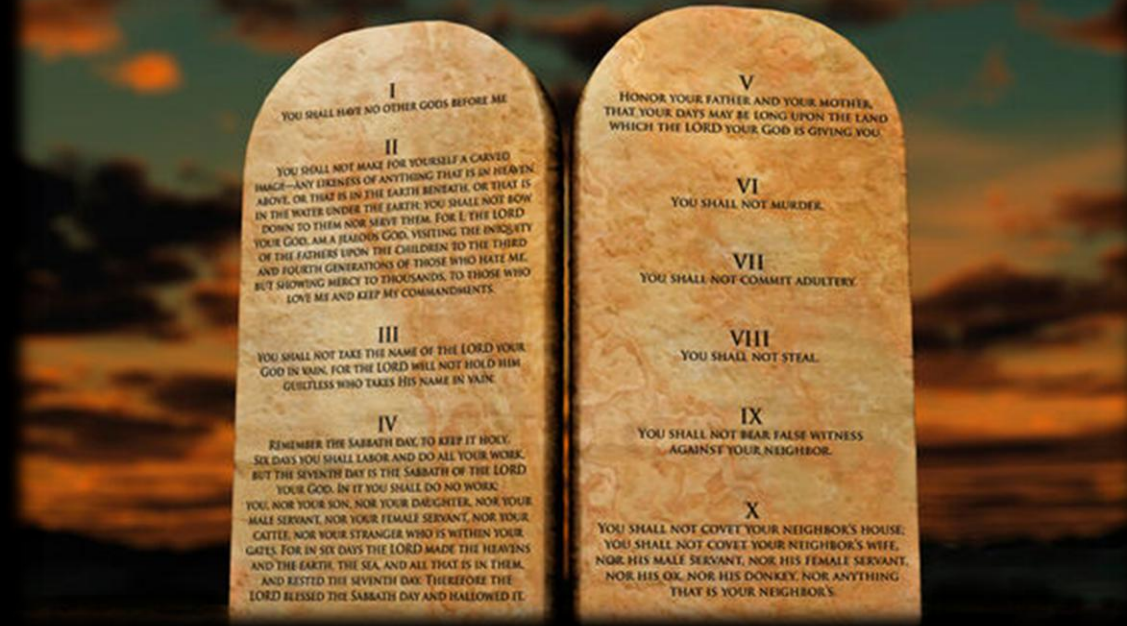 I
YOU SHALL HAVE NO OTHER GODS BEFORE ME
II
YOU SHALL NOT MAKE FOR YOURSELF A CARVED
IMAGE—ANY LIKENESS OF ANYTHING THAT IS IN HEAVEN
ABOVE, OR THAT IS IN THE EARTH BENEATH, OR THAT IS
IN THE WATER UNDER THE EARTH; YOU SHALL NOT BOW
DOWN TO THEM NOR SERVE THEM. FOR I, THE LORD
YOUR GOD, AM A JEALOUS GOD, VISITING THE INIQUITY
OF THE FATHERS UPON THE CHILDREN TO THE THIRD
AND FOURTH GENERATIONS OF THOSE WHO HATE ME,
BUT SHOWING MERCY TO THOUSANDS, TO THOSE WHO
LOVE ME AND KEEP MY COMMANDMENTS.
III
YOU SHALL NOT TAKE THE NAME OF THE LORD YOUR
GOD IN VAIN, FOR THE LORD WILL NOT HOLD HIM
GUILTLESS WHO TAKES HIS NAME IN VAIN.
IV
REMEMBER THE SABBATH DAY, TO KEEP IT HOLY.
SIX DAYS YOU SHALL LABOR AND DO ALL YOUR WORK,
BUT THE SEVENTH DAY IS THE SABBATH OF THE LORD
YOUR GOD. IN IT YOU SHALL DO NO WORK:
YOU, NOR YOUR SON, NOR YOUR DAUGHTER, NOR YOUR
MALE SERVANT, NOR YOUR FEMALE SERVANT, NOR YOUR
CATTLE, NOR YOUR STRANGER WHO IS WITHIN YOUR
GATES. FOR IN SIX DAYS THE LORD MADE THE HEAVENS
AND THE EARTH, THE SEA, AND ALL THAT IS IN THEM,
AND RESTED THE SEVENTH DAY. THEREFORE THE
LORD BLESSED THE SABBATH DAY AND HALLOWED IT.
V
HONOR YOUR FATHER AND YOUR MOTHER,
THAT YOUR DAYS MAY BE LONG UPON THE LAND
WHICH THE LORD YOUR GOD IS GIVING YOU.
VI
YOU SHALL NOT MURDER.
VII
YOU SHALL NOT COMMIT ADULTERY.
VIII
YOU SHALL NOT STEAL.
IX
YOU SHALL NOT BEAR FALSE WITNESS
AGAINST YOUR NEIGHBOR.
X
YOU SHALL NOT COVET YOUR NEIGHBOR'S HOUSE;
YOU SHALL NOT COVET YOUR NEIGHBOR'S WIFE,
NOR HIS MALE SERVANT, NOR HIS FEMALE SERVANT,
NOR HIS OX, NOR HIS DONKEY, NOR ANYTHING
THAT IS YOUR NEIGHBOR'S.